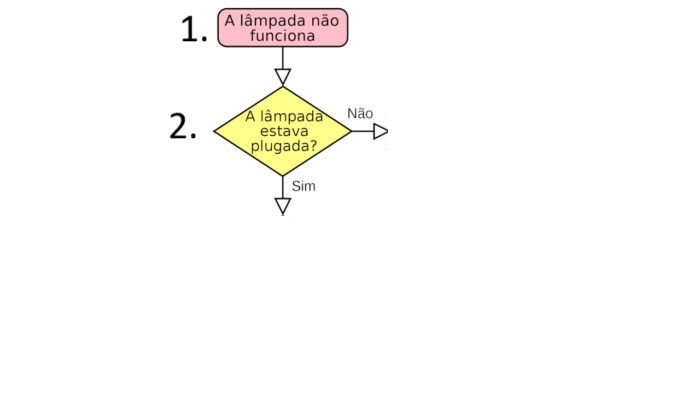 1.
A lâmpada não
funciona
2.
A lâmpada
estava
plugada?
Não
Sim